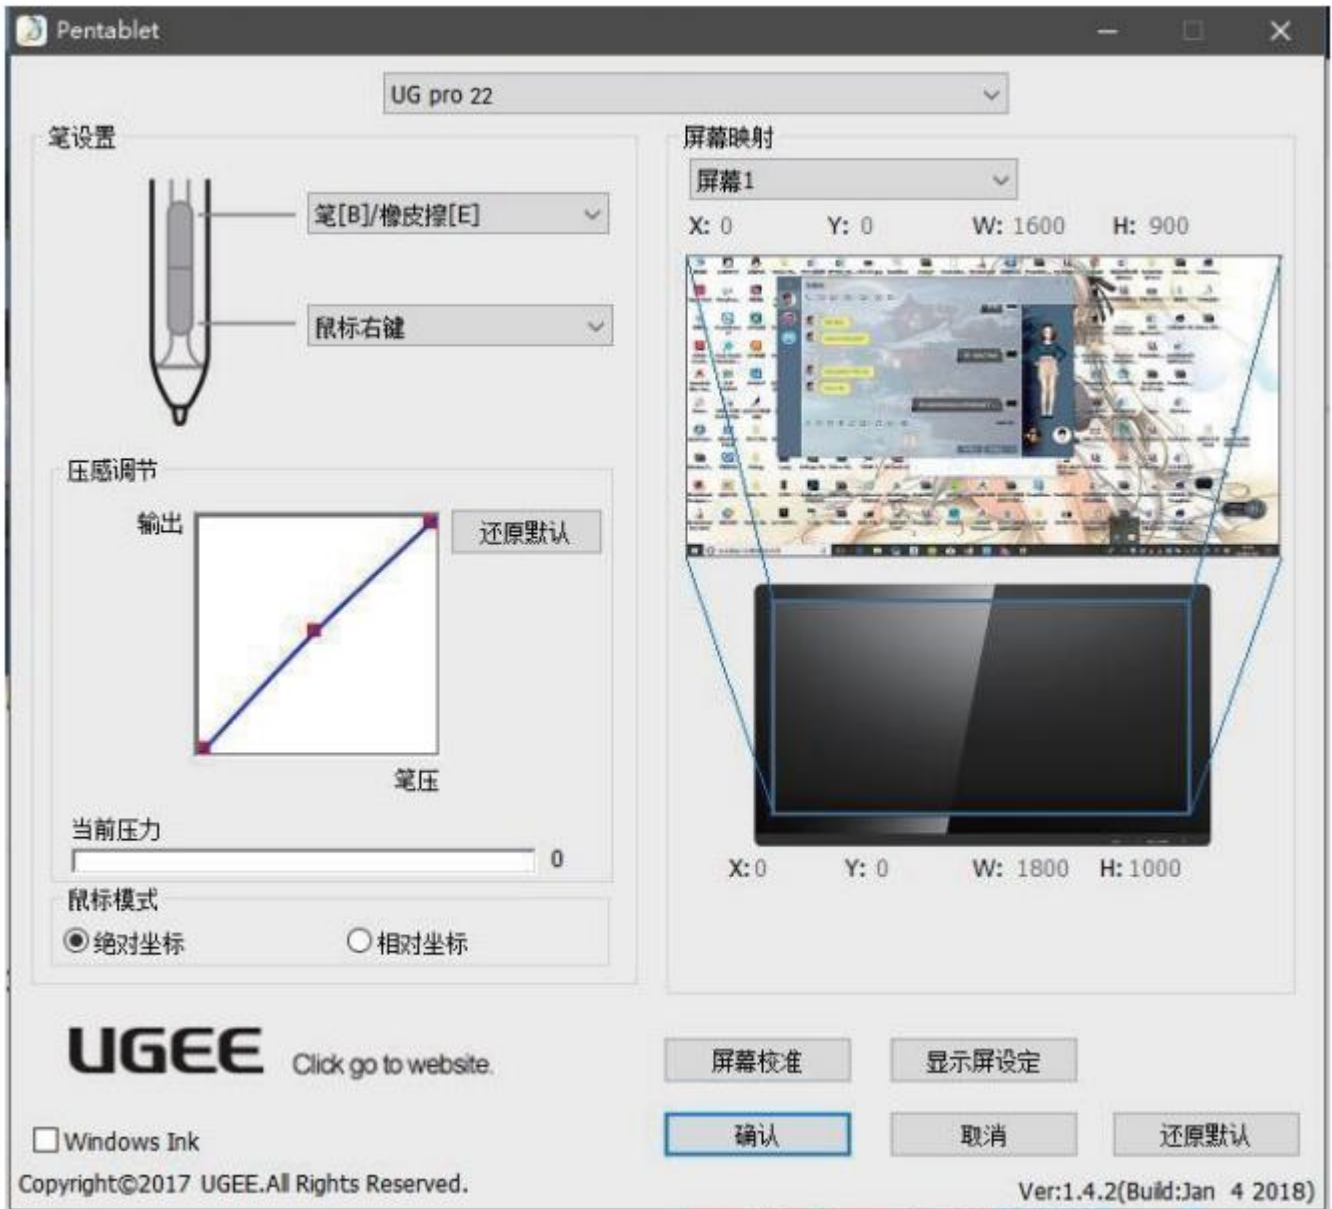 Pentablet
UG pro 22
笔设置
笔[B]/橡皮擦[E]
鼠标右键
压感调节
输出
还原默认
笔压
当前压力
0
鼠标模式
绝对坐标
相对坐标
屏幕映射
屏幕1
X: 0 Y: 0 W: 1600 H: 900
X: 0 Y: 0 W: 1800 H: 1000
UGEE Click go to website.
屏幕校准
显示屏设定
Windows Ink
确认
取消
还原默认
Copyright©2017 UGEE.All Rights Reserved.
Ver:1.4.2(Build:Jan 4 2018)